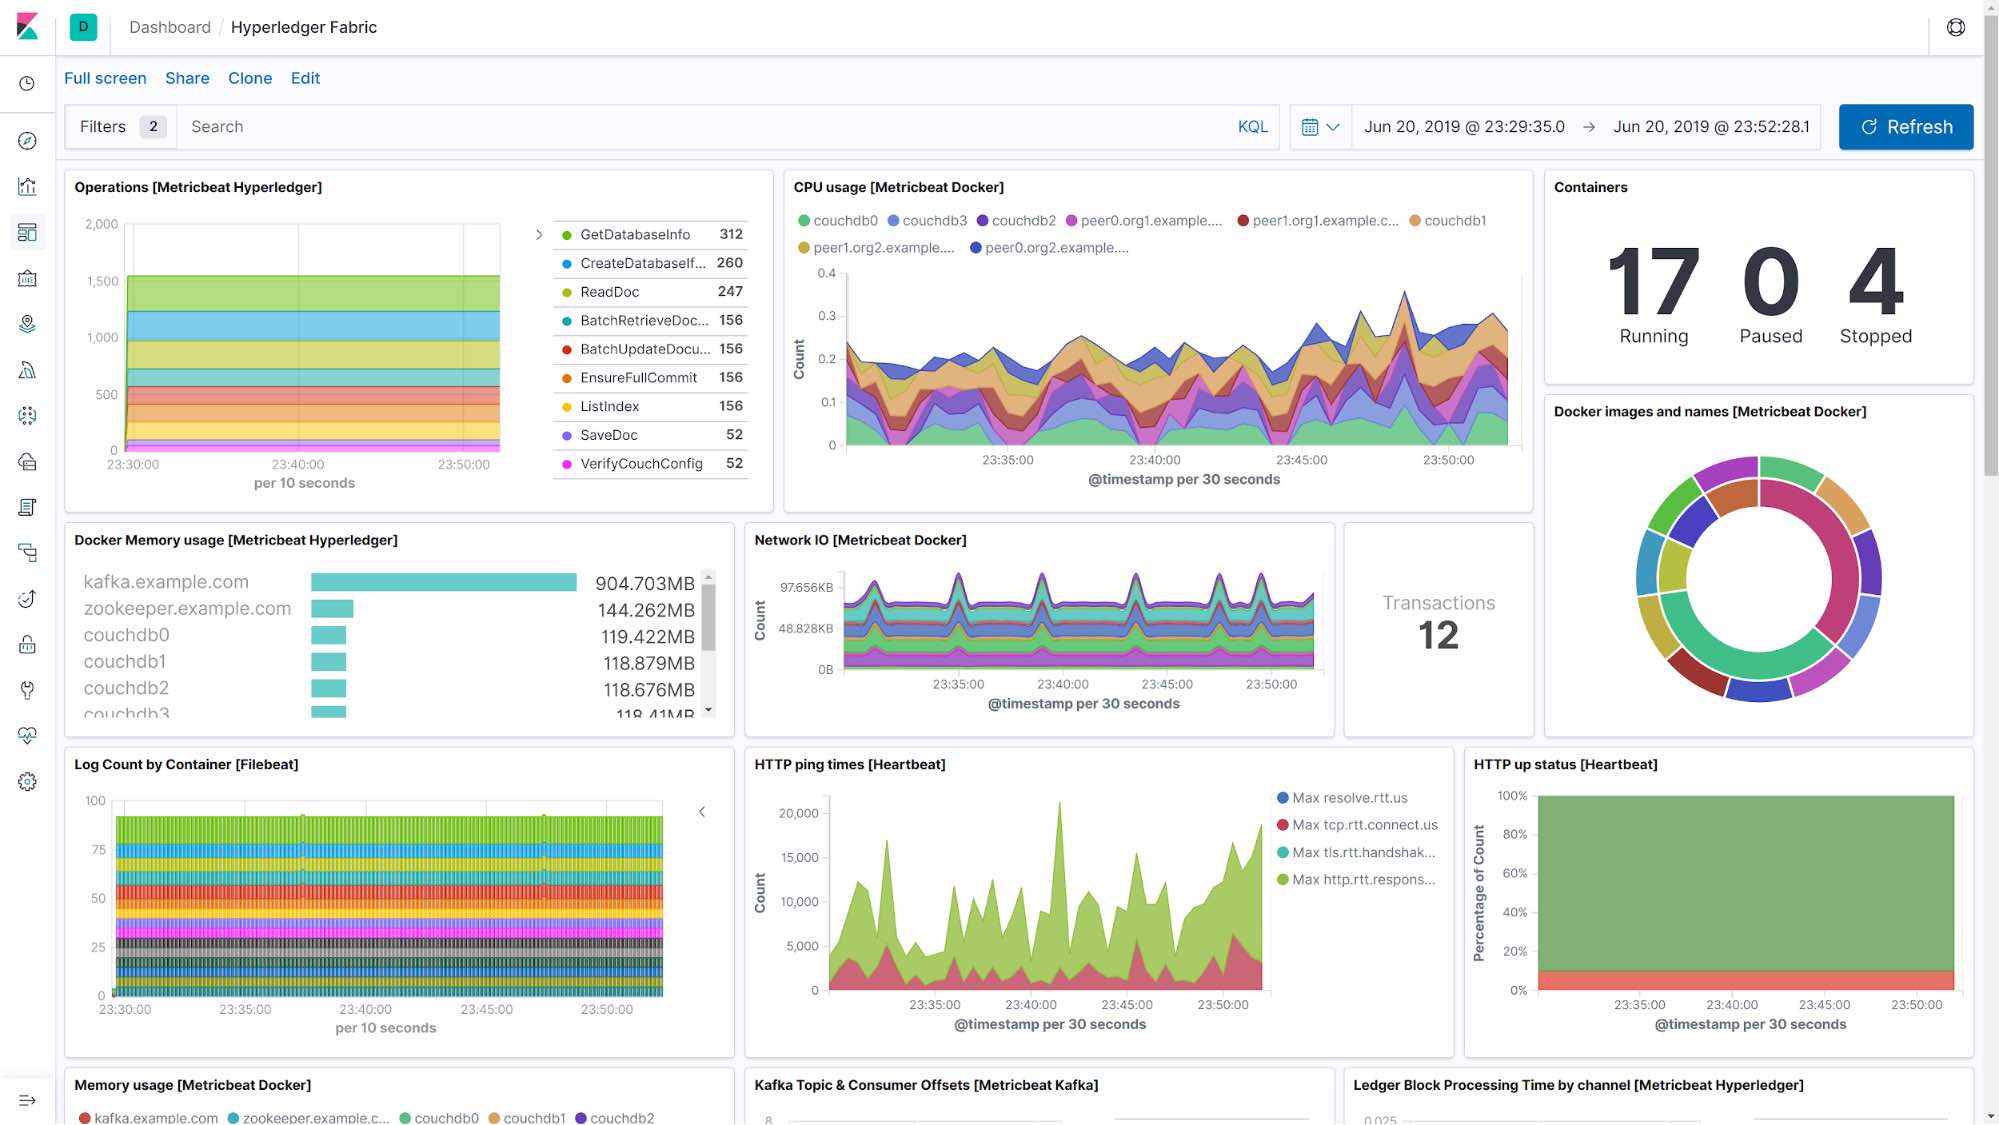 D Dashboard / Hyperledger Fabric
Full screen Share Clone Edit
Filters 2 Search KQL Jun 20, 2019 @ 23:29:35.0 → Jun 20, 2019 @ 23:52:28.1 Refresh
Operations [Metricbeat Hyperledger]
2,000
1,500
1,000
500
0
23:30:00 23:40:00 23:50:00
per 10 seconds
GetDatabaseInfo 312
CreateDatabaseIf... 260
ReadDoc 247
BatchRetrieveDoc... 156
BatchUpdateDocu... 156
EnsureFullCommit 156
ListIndex 156
SaveDoc 52
VerifyCouchConfig 52
CPU usage [Metricbeat Docker]
couchdb0 couchdb3 couchdb2 peer0.org1.example.... peer1.org1.example.c... couchdb1
peer1.org2.example.... peer0.org2.example....
Count
0.4
0.3
0.2
0.1
0
23:35:00 23:40:00 23:45:00 23:50:00
@timestamp per 30 seconds
Containers
17 0 4
Running Paused Stopped
Docker images and names [Metricbeat Docker]
Docker Memory usage [Metricbeat Hyperledger]
kafka.example.com 904.703MB
zookeeper.example.com 144.262MB
couchdb0 119.422MB
couchdb1 118.879MB
couchdb2 118.676MB
couchdb3 118.41MB
Network IO [Metricbeat Docker]
Count
97.656KB
48.828KB
0B
23:35:00 23:40:00 23:45:00 23:50:00
@timestamp per 30 seconds
Transactions
12
Log Count by Container [Filebeat]
100
75
50
25
0
23:30:00 23:35:00 23:40:00 23:45:00 23:50:00
per 10 seconds
HTTP ping times [Heartbeat]
Count
20,000
15,000
10,000
5,000
0
23:35:00 23:40:00 23:45:00 23:50:00
@timestamp per 30 seconds
Max resolve.rtt.us
Max tcp.rtt.connect.us
Max tls.rtt.handshak...
Max http.rtt.respons...
HTTP up status [Heartbeat]
Percentage of Count
100%
80%
60%
40%
20%
0%
23:35:00 23:40:00 23:45:00 23:50:00
@timestamp per 30 seconds
Memory usage [Metricbeat Docker]
kafka.example.com zookeeper.example.c... couchdb0 couchdb1 couchdb2
Kafka Topic & Consumer Offsets [Metricbeat Kafka]
8
Ledger Block Processing Time by channel [Metricbeat Hyperledger]
0.025